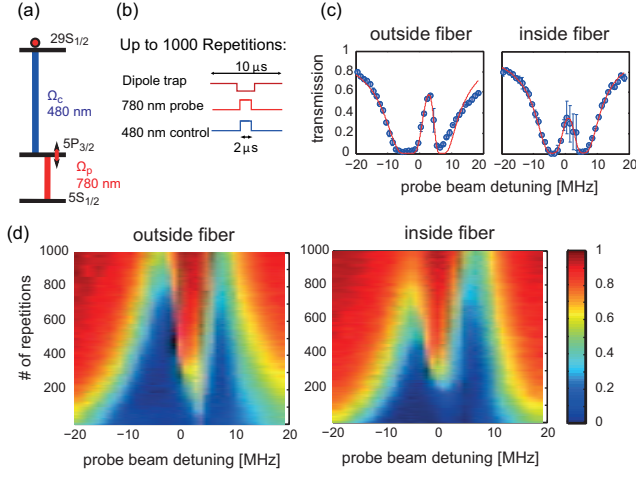 (a)
29S1/2
Ωc
480 nm
5P3/2
Ωp
780 nm
5S1/2
(b)
Up to 1000 Repetitions:
10 µs
Dipole trap
780 nm probe
480 nm control
2 µs
(c)
outside fiber
inside fiber
transmission
1
0.8
0.6
0.4
0.2
0
−20 −10 0 10 20
−20 −10 0 10 20
probe beam detuning [MHz]
(d)
outside fiber
inside fiber
# of repetitions
1000
800
600
400
200
−20 −10 0 10 20
probe beam detuning [MHz]
1000
800
600
400
200
−20 −10 0 10 20
probe beam detuning [MHz]
1
0.8
0.6
0.4
0.2
0